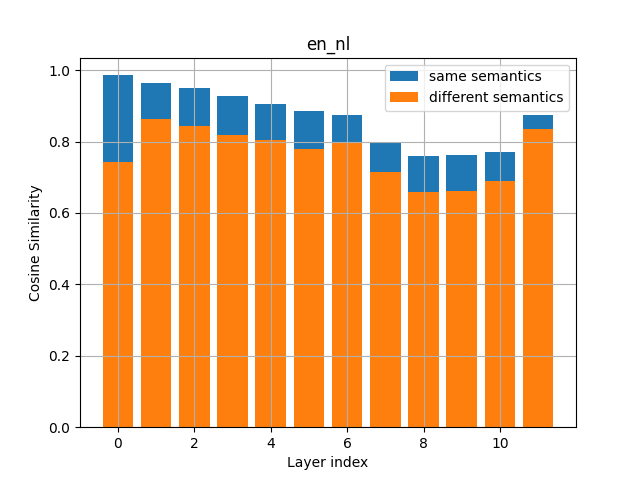 en_nl
same semantics
different semantics
1.0
0.8
0.6
0.4
0.2
0.0
Cosine Similarity
0 2 4 6 8 10
Layer index